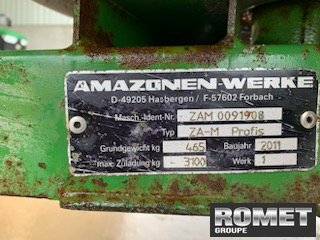 AMAZONEN-WERKE
D-49205 Hasbergen / F-57602 Forbach
Masch.-Ident-Nr. ZAM 0091908
Typ ZA-M Profis
Grundgewicht kg 465 Baujahr 2011
max. Zuladung kg - 3100 Werk 1
ROMET
GROUPE